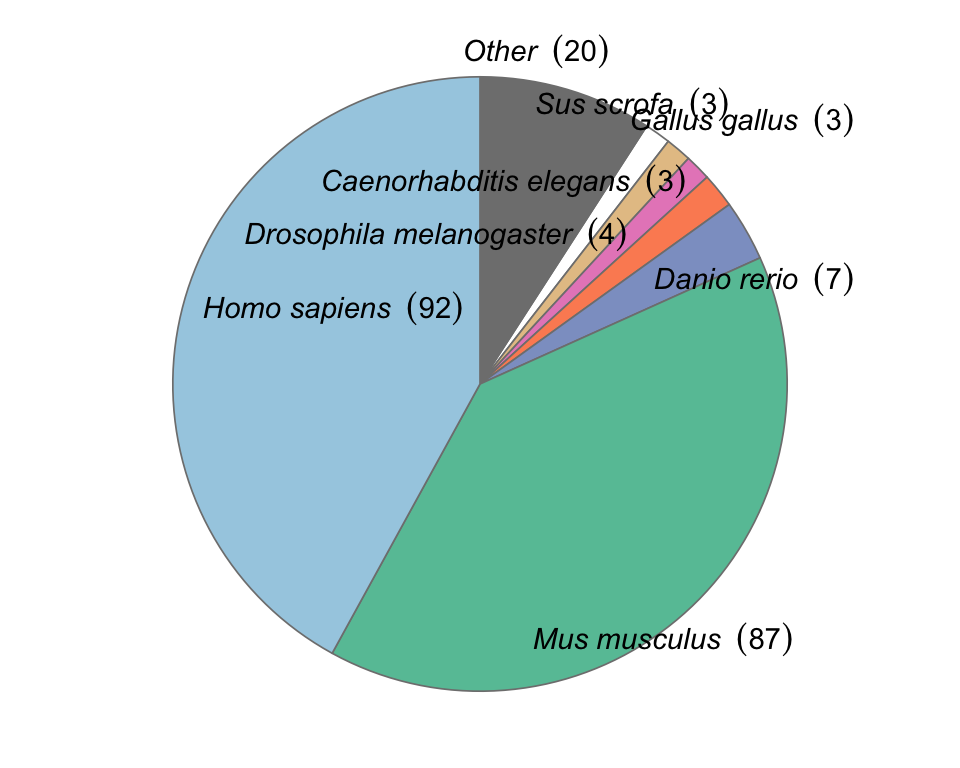 Other (20)
Sus scrofa (3)
Gallus gallus (3)
Caenorhabditis elegans (3)
Drosophila melanogaster (4)
Danio rerio (7)
Homo sapiens (92)
Mus musculus (87)